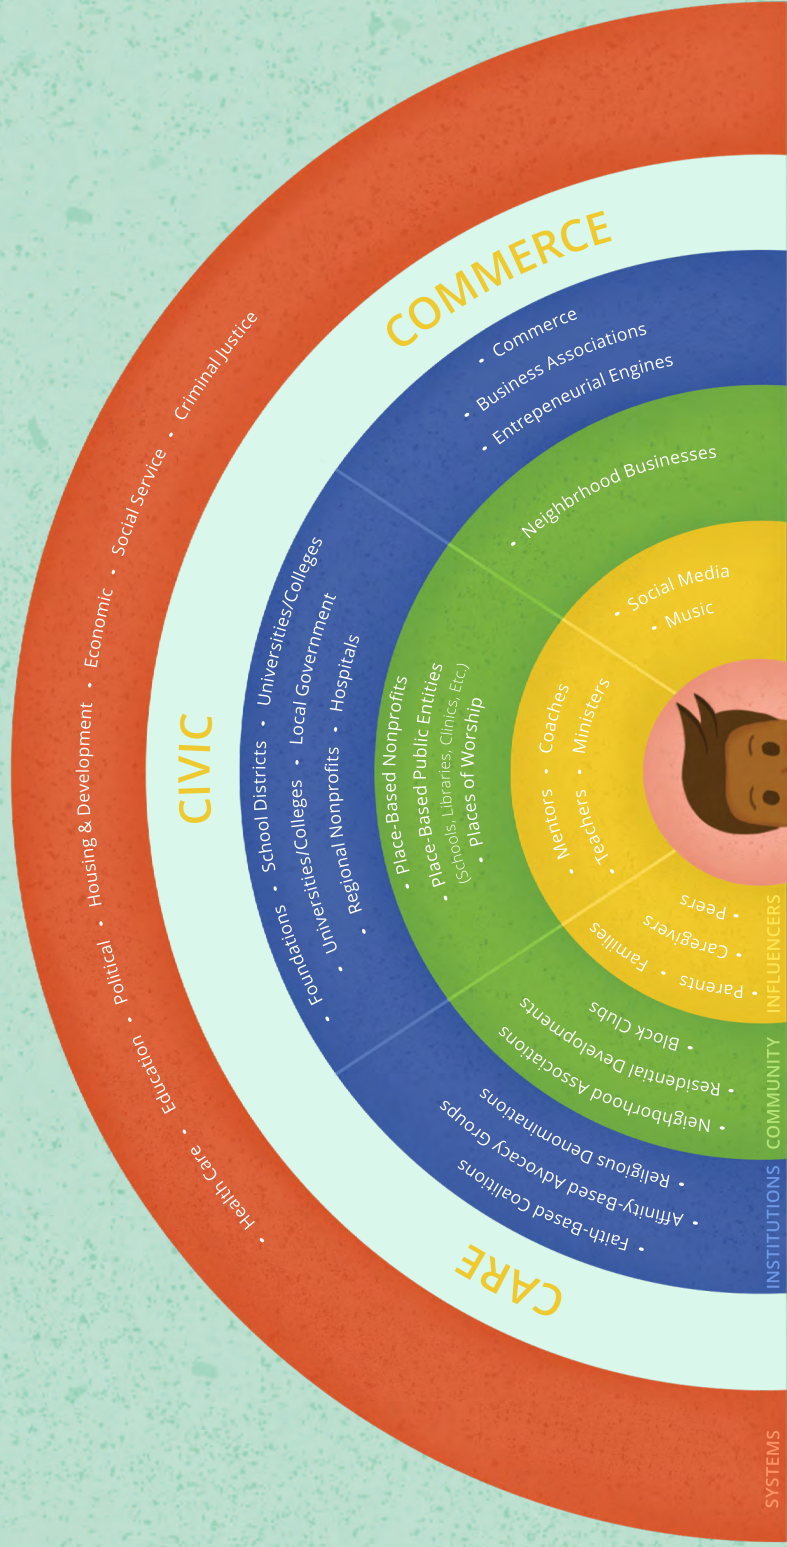 • Health Care • Education • Political • Housing & Development • Economic • Social Service • Criminal Justice
CARE
CIVIC
COMMERCE
• Faith-Based Coalitions
• Affinity-Based Advocacy Groups
• Religious Denominations
• Foundations • School Districts • Universities/Colleges
• Universities/Colleges • Local Government
• Regional Nonprofits • Hospitals
• Commerce
• Business Associations
• Entrepeneurial Engines
• Neighborhood Associations
• Residential Developments
• Block Clubs
• Place-Based Nonprofits
• Place-Based Public Entities
(Schools, Libraries, Clinics, Etc.)
• Places of Worship
• Neighbrhood Businesses
• Parents • Families
• Caregivers
• Peers
• Mentors • Coaches
• Teachers • Ministers
• Social Media
• Music
SYSTEMS
INSTITUTIONS
COMMUNITY
INFLUENCERS